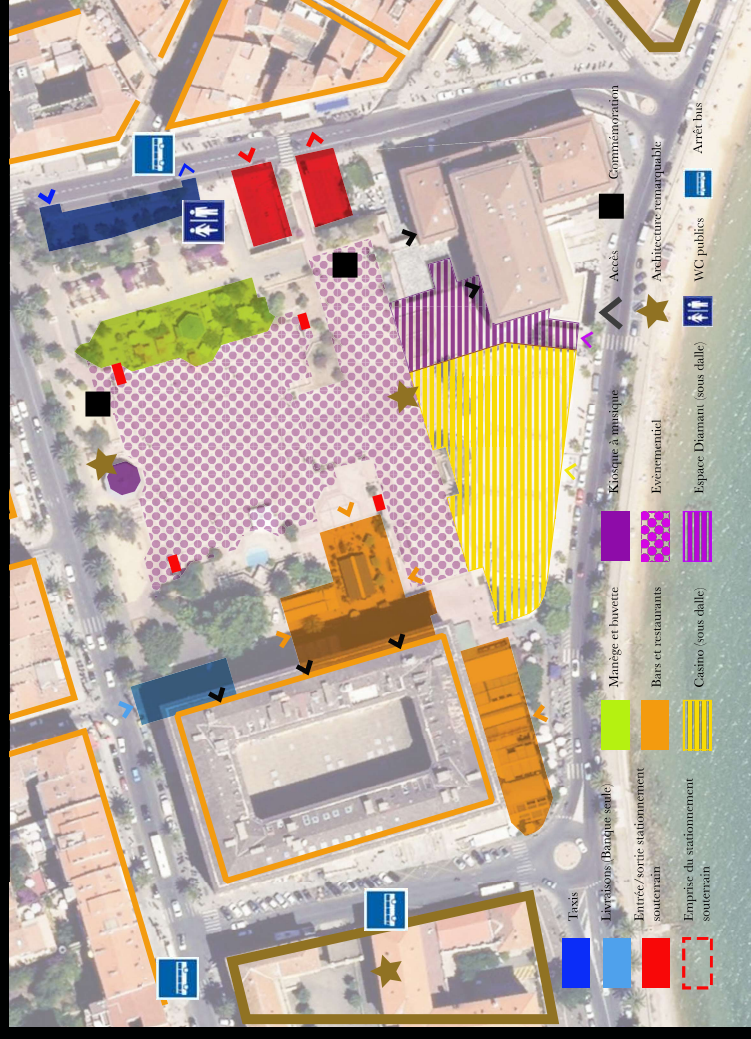 Taxis
Livraisons (Banque seule)
Entrée/sortie stationnement
souterrain
Emprise du stationnement
souterrain
Manège et buvette
Bars et restaurants
Casino (sous dalle)
Kiosque à musique
Evènementiel
Espace Diamant (sous dalle)
Accès
Architecture remarquable
WC publics
Commémoration
Arrêt bus